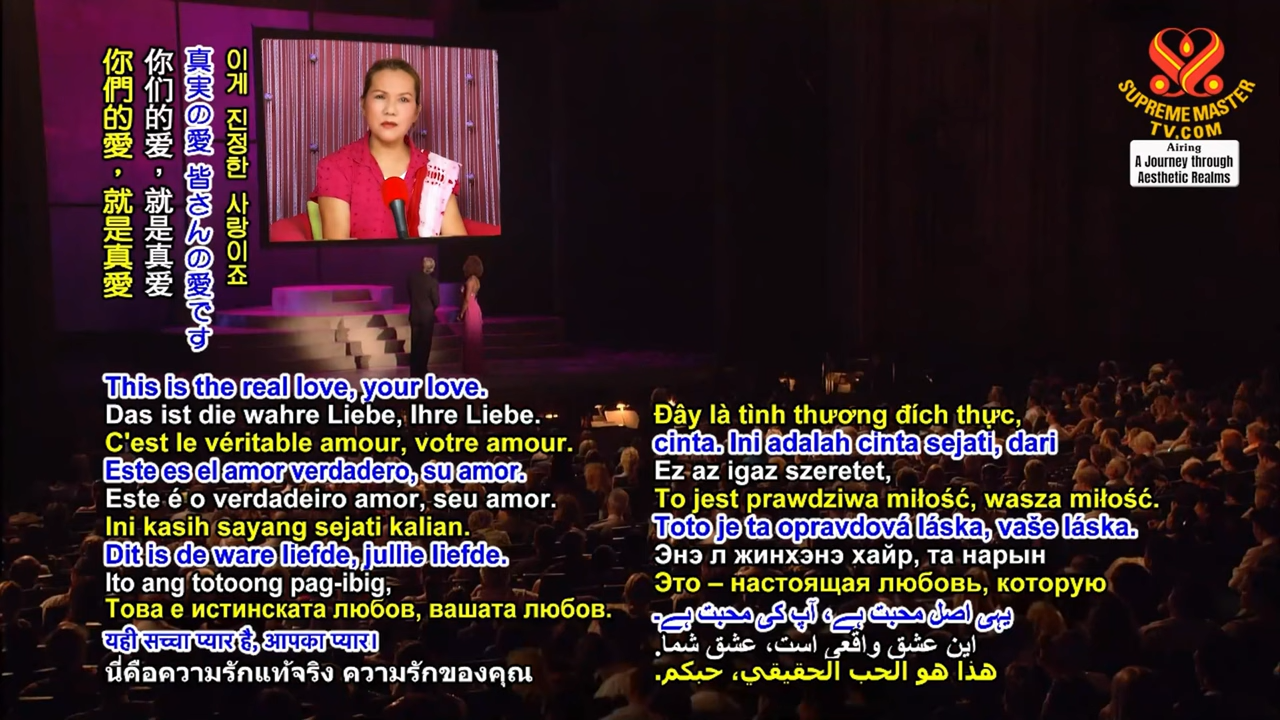 你們的愛，就是真愛
你们的爱，就是真爱
真実の愛 皆さんの愛です
이게 진정한 사랑이죠
SUPREME MASTER
TV.COM
Airing
A Journey through
Aesthetic Realms
This is the real love, your love.
Das ist die wahre Liebe, Ihre Liebe.
C'est le véritable amour, votre amour.
Este es el amor verdadero, su amor.
Este é o verdadeiro amor, seu amor.
Ini kasih sayang sejati kalian.
Dit is de ware liefde, jullie liefde.
Ito ang totoong pag-ibig,
Това е истинската любов, вашата любов.
यही सच्चा प्यार है, आपका प्यार।
นี่คือความรักแท้จริง ความรักของคุณ
Đây là tình thương đích thực,
cinta. Ini adalah cinta sejati, dari
Ez az igaz szeretet,
To jest prawdziwa miłość, wasza miłość.
Toto je ta opravdová láska, vaše láska.
Энэ л жинхэнэ хайр, та нарын
Это – настоящая любовь, которую
یہی اصل محبت ہے، آپ کی محبت ہے۔
این عشق واقعی است، عشق شما.
هذا هو الحب الحقيقي، حبكم.